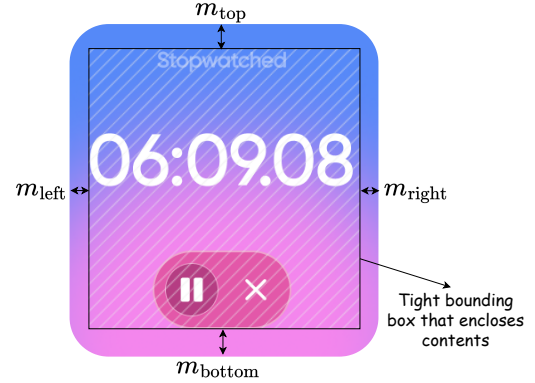 m_top
Stopwatched
06:09.08
m_left
m_right
m_bottom
Tight bounding
box that encloses
contents